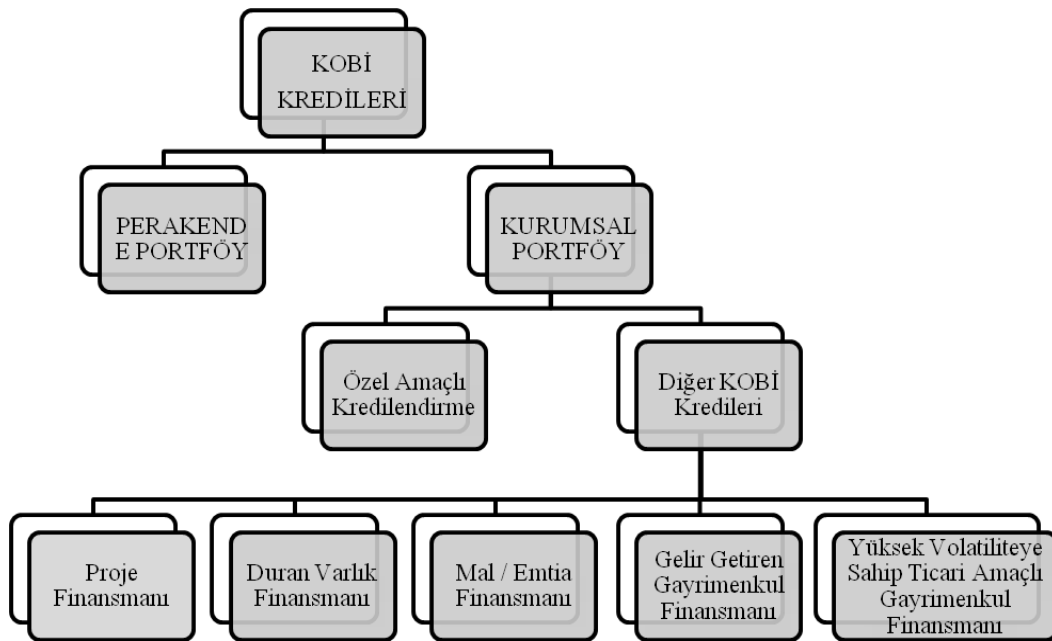 KOBİ
KREDİLERİ
PERAKEND
E PORTFÖY
KURUMSAL
PORTFÖY
Özel Amaçlı
Kredilendirme
Diğer KOBİ
Kredileri
Proje
Finansmanı
Duran Varlık
Finansmanı
Mal / Emtia
Finansmanı
Gelir Getiren
Gayrimenkul
Finansmanı
Yüksek Volatiliteye
Sahip Ticari Amaçlı
Gayrimenkul
Finansmanı